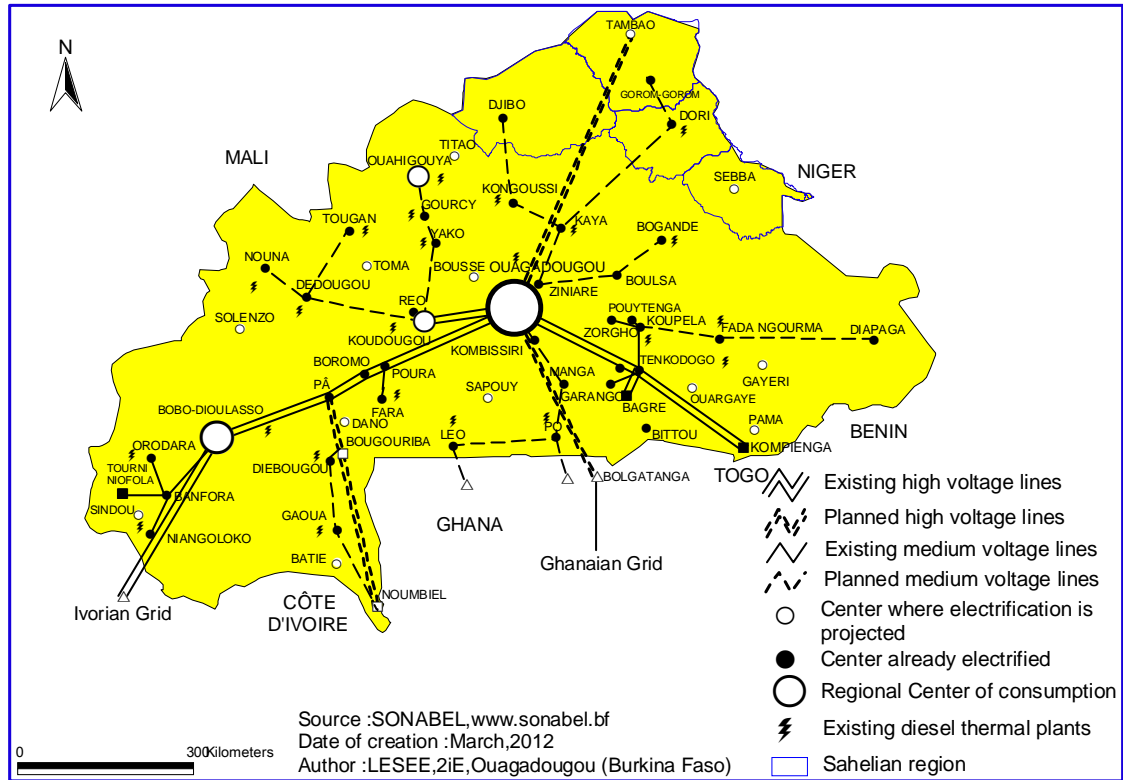 TAMBAO
N
GOROM-GOROM
DJIBO
DORI
TITAO
MALI
OUAHIGOUYA
NIGER
SEBBA
KONGOUSSI
GOURCY
TOUGAN
KAYA
BOGANDE
YAKO
NOUNA
TOMA
BOUSSE
OUAGADOUGOU
BOULSA
DEDOUGOU
ZINIARE
REO
POUYTENGA
SOLENZO
KOUPELA
ZORGHO
FADA NGOURMA
DIAPAGA
KOUDOUGOU
KOMBISSIRI
BOROMO
TENKODOGO
POURA
MANGA
GAYERI
PÂ
SAPOUY
GARANGO
OUARGAYE
BAGRE
FARA
BOBO-DIOULASSO
DANO
PAMA
BENIN
ORODARA
BOUGOURIBA
LEO
PO
BITTOU
KOMPIENGA
TOURNI
NIOFOLA
DIEBOUGOU
BOLGATANGA
TOGO
BANFORA
SINDOU
GAOUA
GHANA
NIANGOLOKO
BATIE
Ghanaian Grid
NOUMBIEL
Ivorian Grid
CÔTE
D'IVOIRE
Existing high voltage lines
Planned high voltage lines
Existing medium voltage lines
Planned medium voltage lines
Center where electrification is
projected
Center already electrified
Regional Center of consumption
Existing diesel thermal plants
Sahelian region
Source :SONABEL,www.sonabel.bf
Date of creation :March,2012
Author :LESEE,2iE,Ouagadougou (Burkina Faso)
0 300 Kilometers